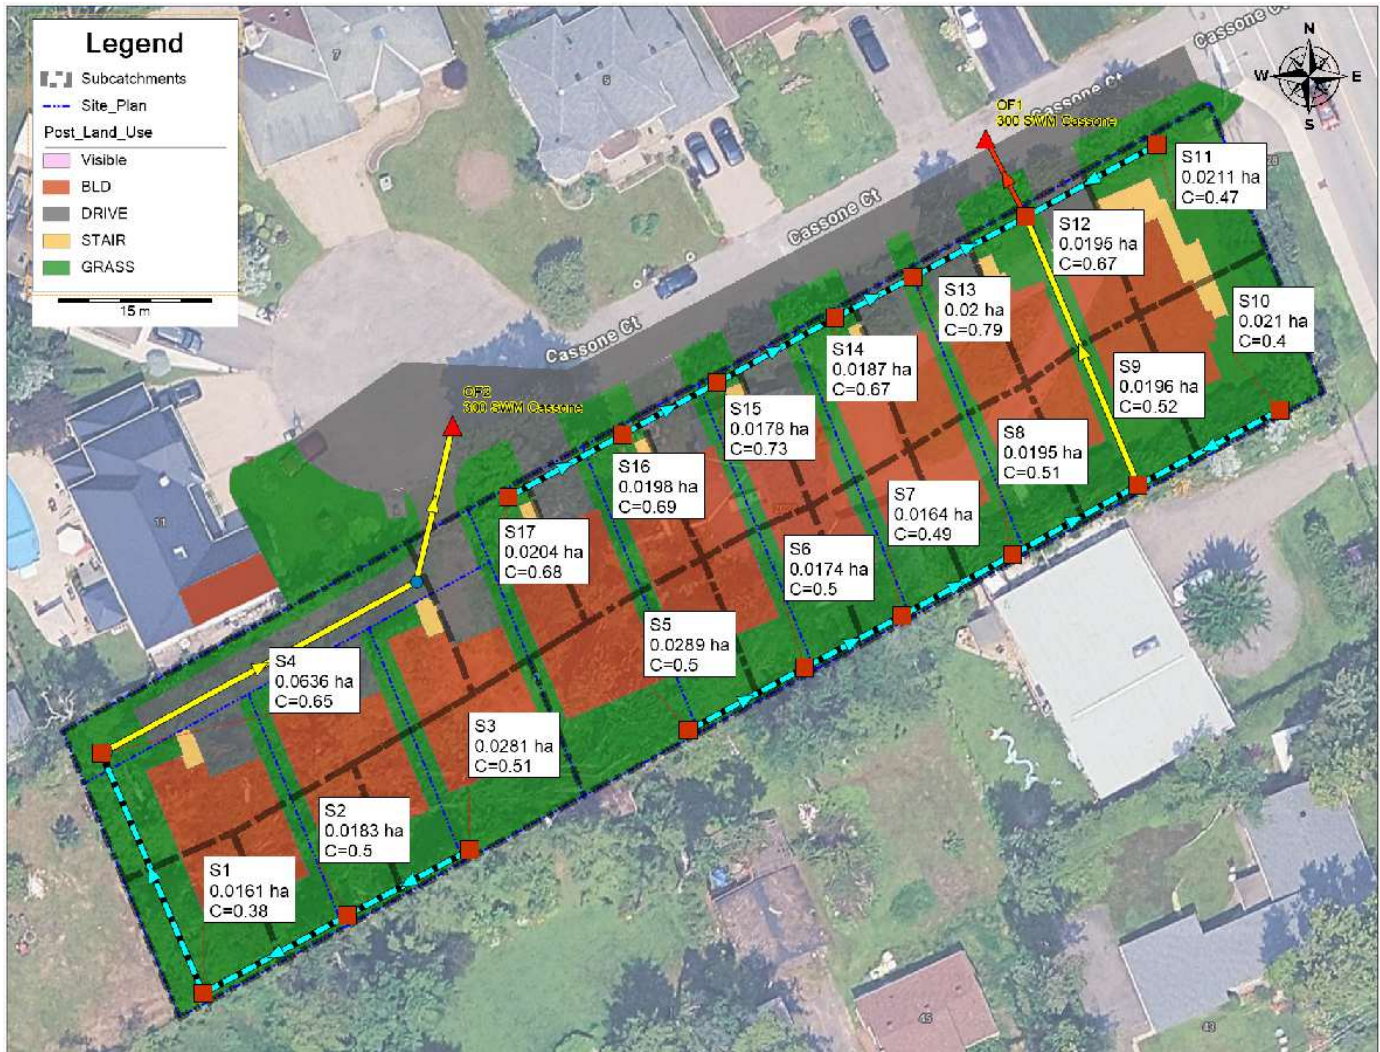 Legend
Subcatchments
Site_Plan
Post_Land_Use
Visible
BLD
DRIVE
STAIR
GRASS
15 m
7
9
Cassone Ct
Cassone Ct
N
W
E
S
OF1
300 SWM Cassone
S11
0.0211 ha
C=0.47
S12
0.0195 ha
C=0.67
Cassone Ct
S13
0.02 ha
C=0.79
S10
0.021 ha
C=0.4
Cassone Ct
S14
0.0187 ha
C=0.67
S9
0.0196 ha
C=0.52
OF2
300 SWM Cassone
S15
0.0178 ha
C=0.73
S8
0.0195 ha
C=0.51
S16
0.0198 ha
C=0.69
S7
0.0164 ha
C=0.49
11
S17
0.0204 ha
C=0.68
S6
0.0174 ha
C=0.5
S5
0.0289 ha
C=0.5
S4
0.0636 ha
C=0.65
S3
0.0281 ha
C=0.51
S2
0.0183 ha
C=0.5
S1
0.0161 ha
C=0.38
45
43